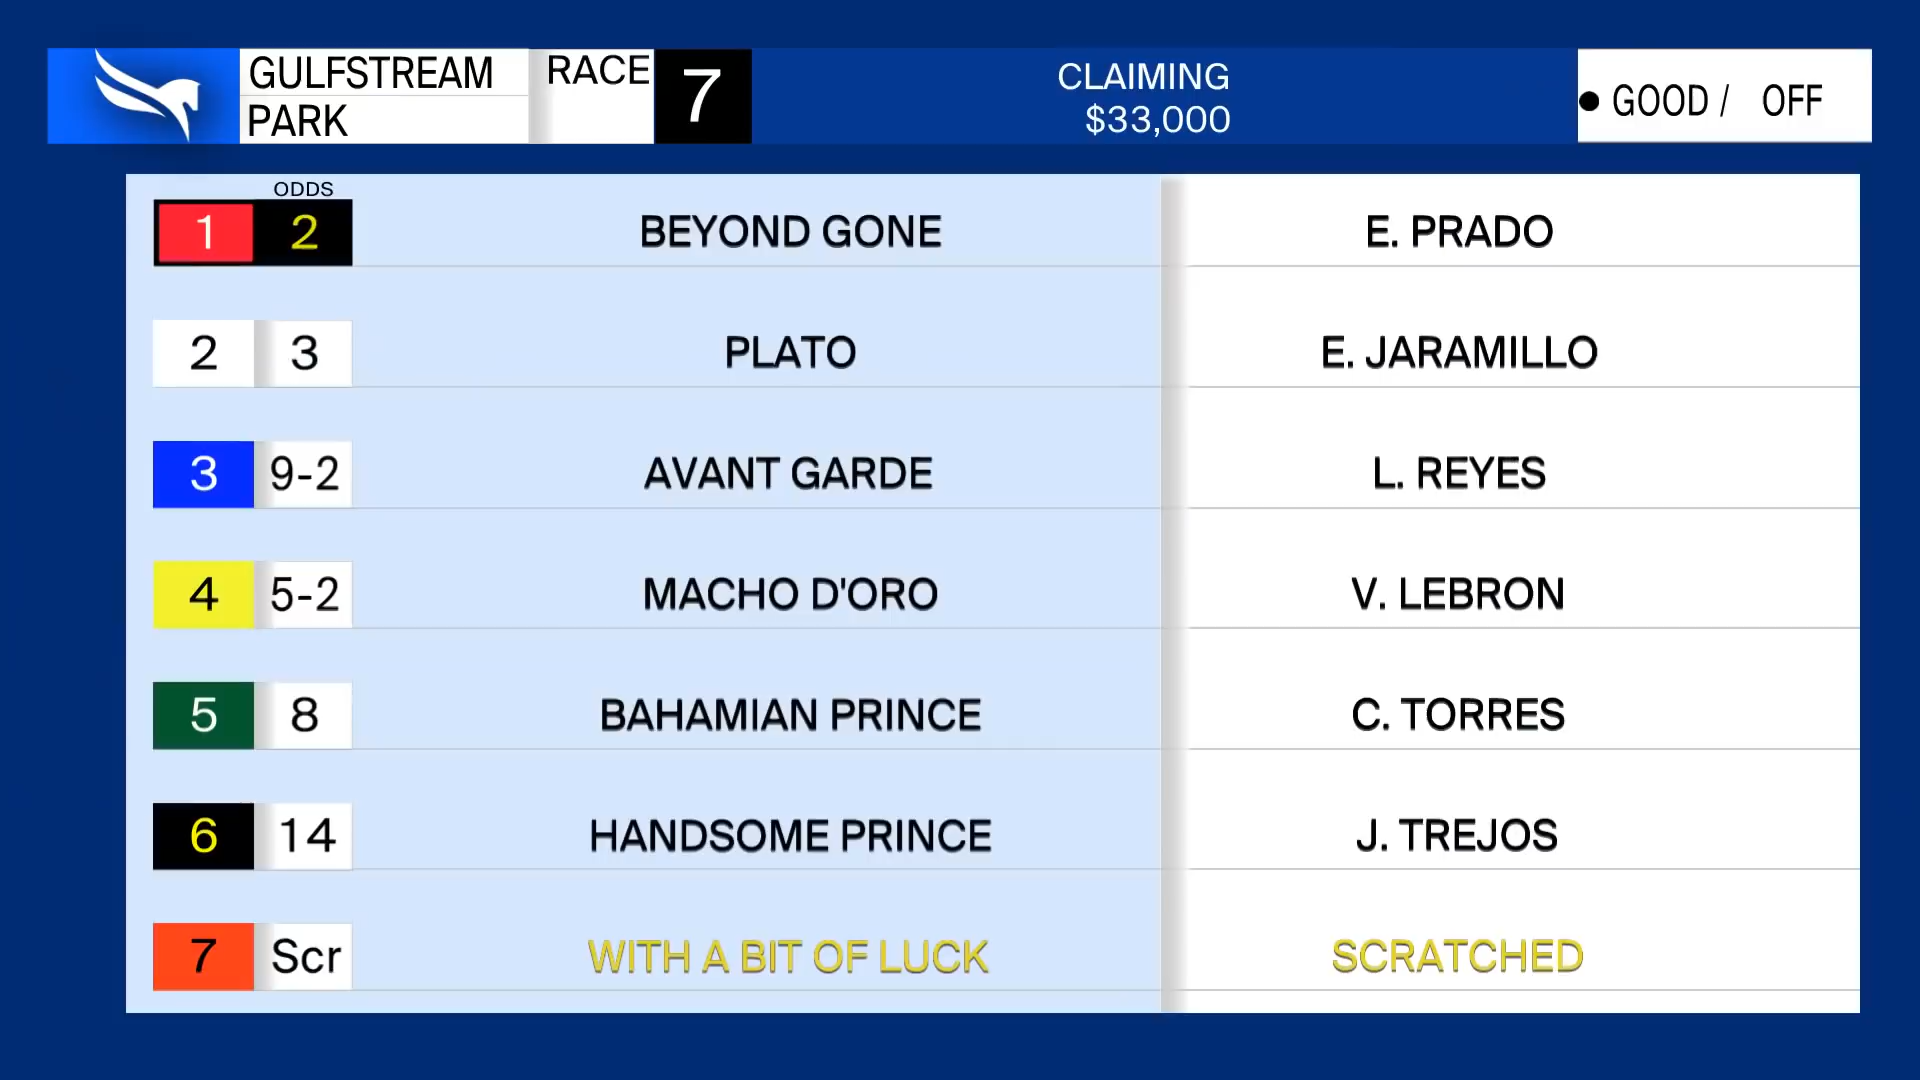 GULFSTREAM
PARK
RACE 7
CLAIMING
$33,000
● GOOD / OFF
ODDS
1 2 BEYOND GONE E. PRADO
2 3 PLATO E. JARAMILLO
3 9-2 AVANT GARDE L. REYES
4 5-2 MACHO D'ORO V. LEBRON
5 8 BAHAMIAN PRINCE C. TORRES
6 14 HANDSOME PRINCE J. TREJOS
7 Scr WITH A BIT OF LUCK SCRATCHED